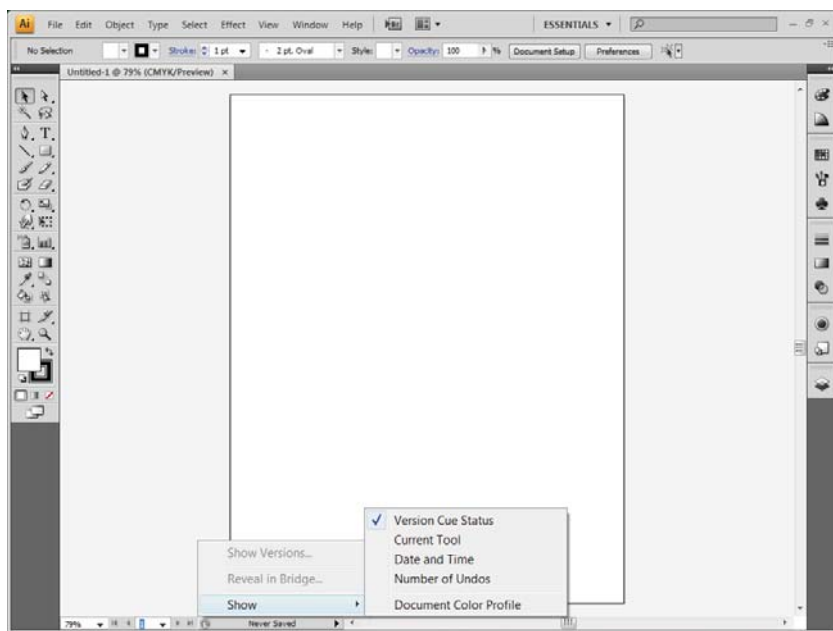 Ai File Edit Object Type Select Effect View Window Help Br ESSENTIALS
No Selection Stroke: 1 pt 2 pt. Oval Style: Opacity: 100 % Document Setup Preferences
Untitled-1 @ 79% (CMYK/Preview) ×
T
Version Cue Status
Current Tool
Date and Time
Number of Undos
Document Color Profile
Show Versions...
Reveal in Bridge...
Show
79% 1 Never Saved